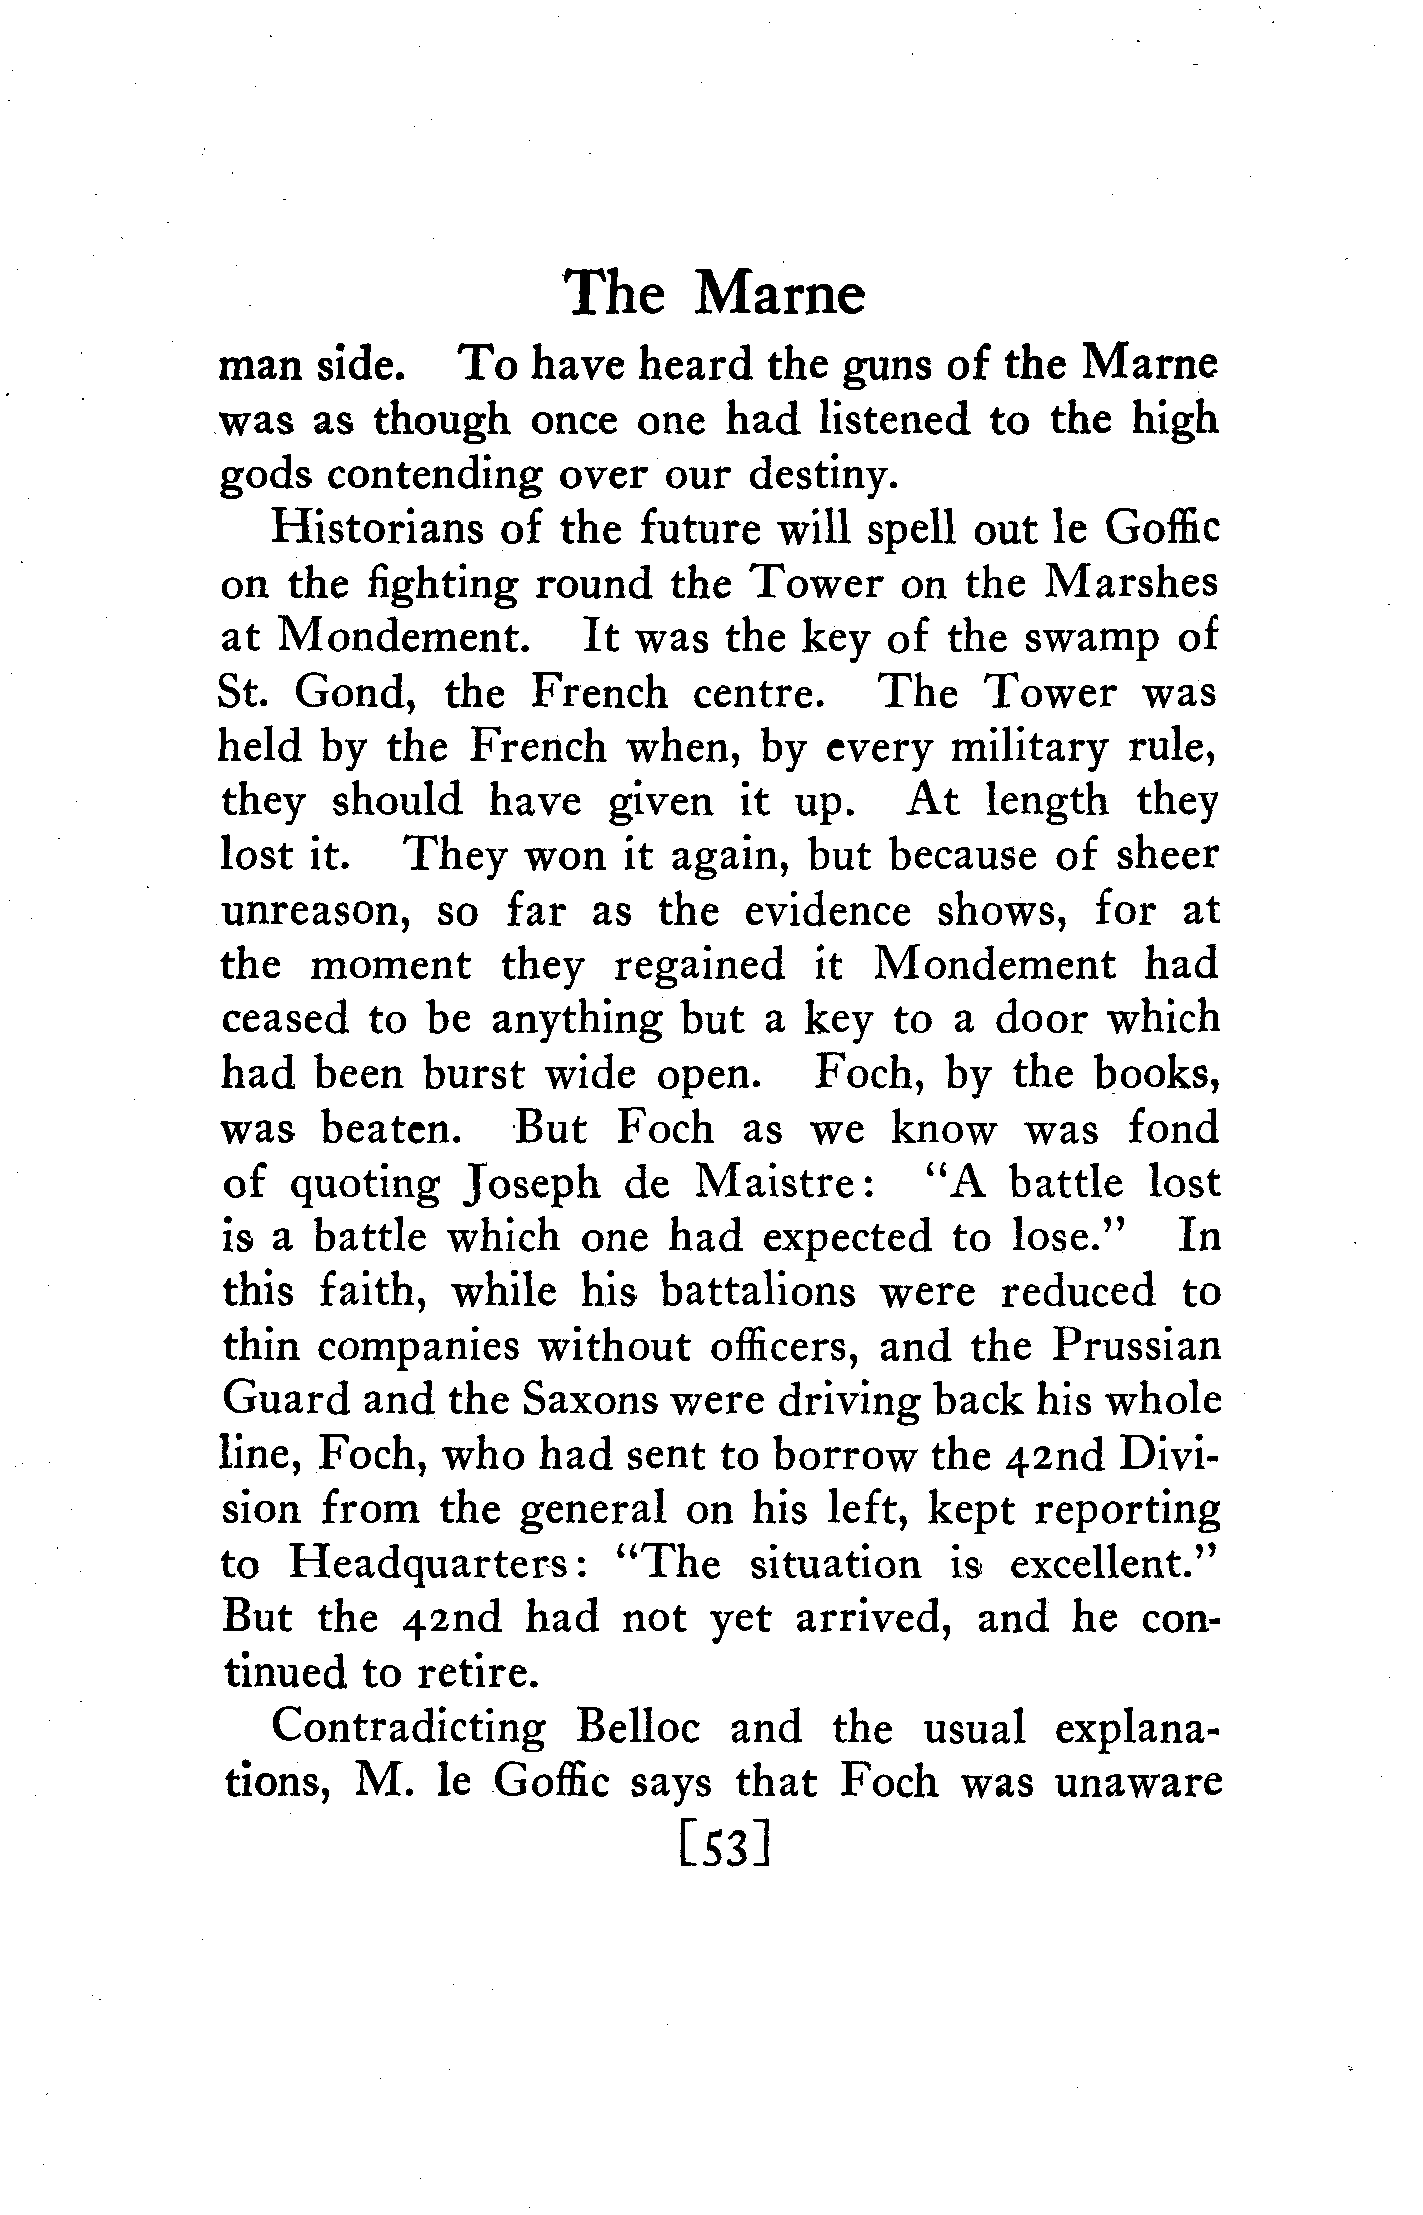 The Marne
man side. To have heard the guns of the Marne
was as though once one had listened to the high
gods contending over our destiny.
Historians of the future will spell out le Goffic
on the fighting round the Tower on the Marshes
at Mondement. It was the key of the swamp of
St. Gond, the French centre. The Tower was
held by the French when, by every military rule,
they should have given it up. At length they
lost it. They won it again, but because of sheer
unreason, so far as the evidence shows, for at
the moment they regained it Mondement had
ceased to be anything but a key to a door which
had been burst wide open. Foch, by the books,
was beaten. But Foch as we know was fond
of quoting Joseph de Maistre: "A battle lost
is a battle which one had expected to lose." In
this faith, while his battalions were reduced to
thin companies without officers, and the Prussian
Guard and the Saxons were driving back his whole
line, Foch, who had sent to borrow the 42nd Divi-
sion from the general on his left, kept reporting
to Headquarters: "The situation is excellent."
But the 42nd had not yet arrived, and he con-
tinued to retire.
Contradicting Belloc and the usual explana-
tions, M. le Goffic says that Foch was unaware
[53]